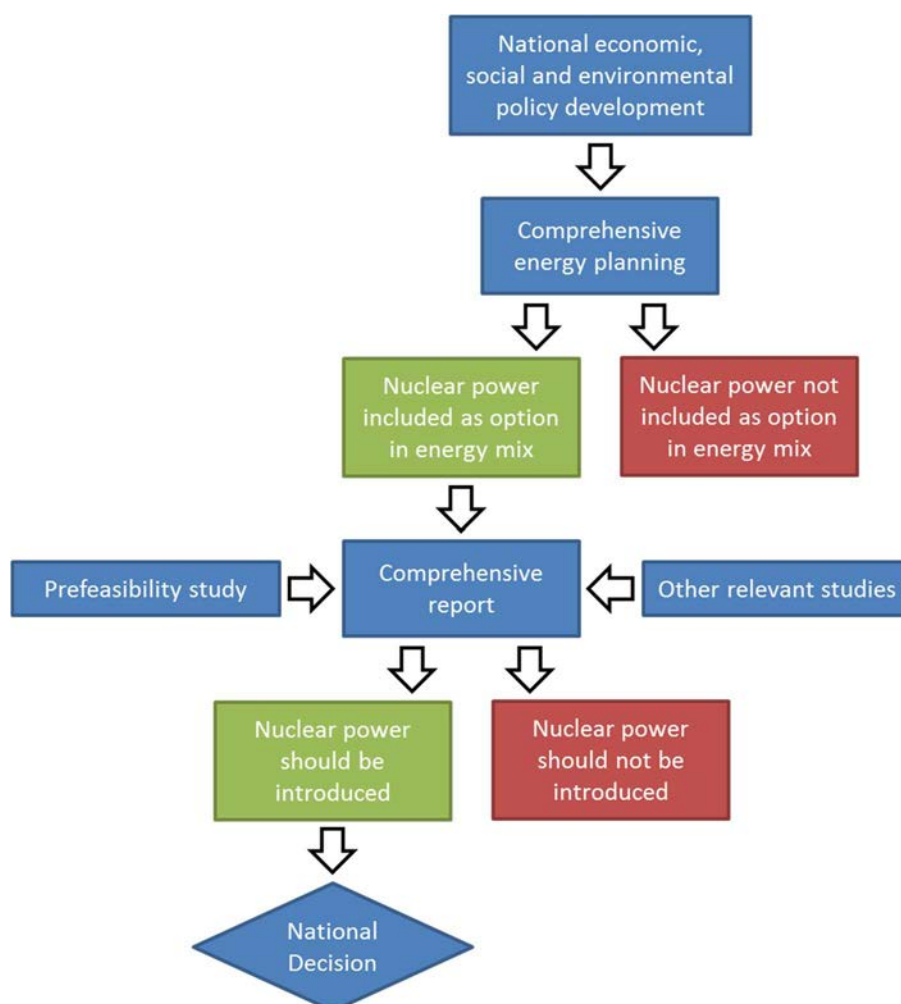 National economic,
social and environmental
policy development
Comprehensive
energy planning
Nuclear power
included as option
in energy mix
Nuclear power not
included as option
in energy mix
Prefeasibility study
Comprehensive
report
Other relevant studies
Nuclear power
should be
introduced
Nuclear power
should not be
introduced
National
Decision